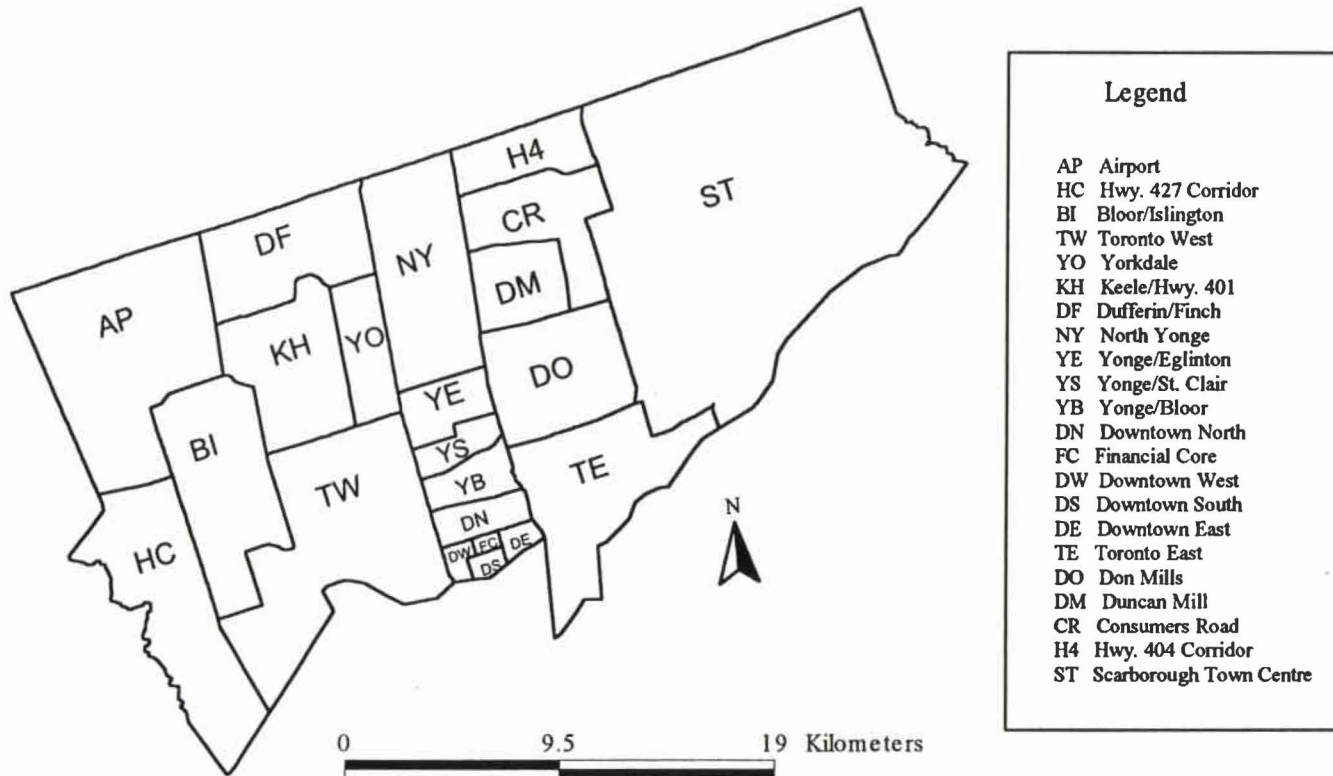 H4
ST
CR
DF
NY
DM
AP
KH
YO
DO
YE
BI
YS
TE
TW
YB
DN
HC
DW
FC
DE
DS
N
0 9.5 19 Kilometers
Legend
AP Airport
HC Hwy. 427 Corridor
BI Bloor/Islington
TW Toronto West
YO Yorkdale
KH Keele/Hwy. 401
DF Dufferin/Finch
NY North Yonge
YE Yonge/Eglinton
YS Yonge/St. Clair
YB Yonge/Bloor
DN Downtown North
FC Financial Core
DW Downtown West
DS Downtown South
DE Downtown East
TE Toronto East
DO Don Mills
DM Duncan Mill
CR Consumers Road
H4 Hwy. 404 Corridor
ST Scarborough Town Centre